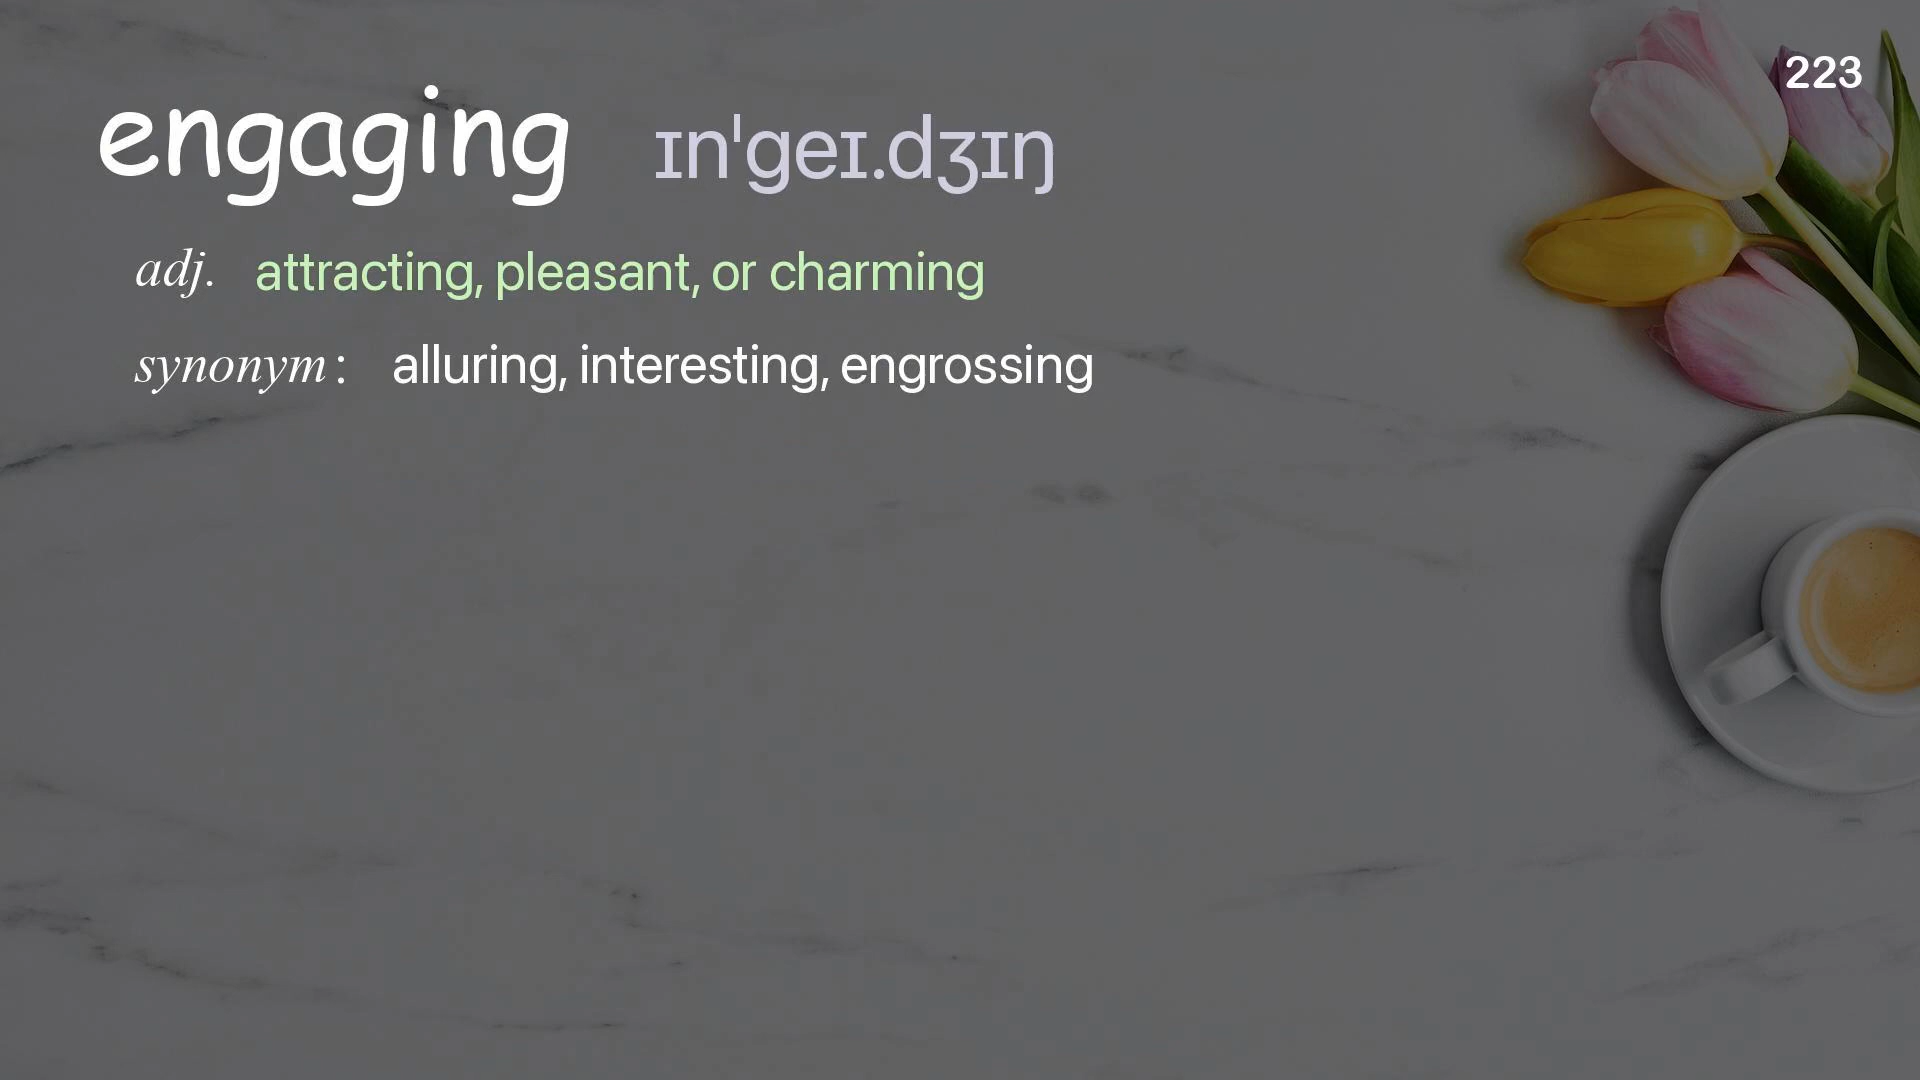 223
engaging ɪnˈɡeɪ.dʒɪŋ
adj. attracting, pleasant, or charming
synonym: alluring, interesting, engrossing